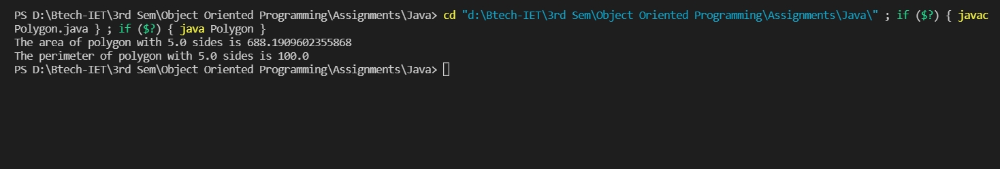 PS D:\Btech-IET\3rd Sem\Object Oriented Programming\Assignments\Java> cd "d:\Btech-IET\3rd Sem\Object Oriented Programming\Assignments\Java\" ; if ($?) { javac
Polygon.java } ; if ($?) { java Polygon }
The area of polygon with 5.0 sides is 688.1909602355868
The perimeter of polygon with 5.0 sides is 100.0
PS D:\Btech-IET\3rd Sem\Object Oriented Programming\Assignments\Java>